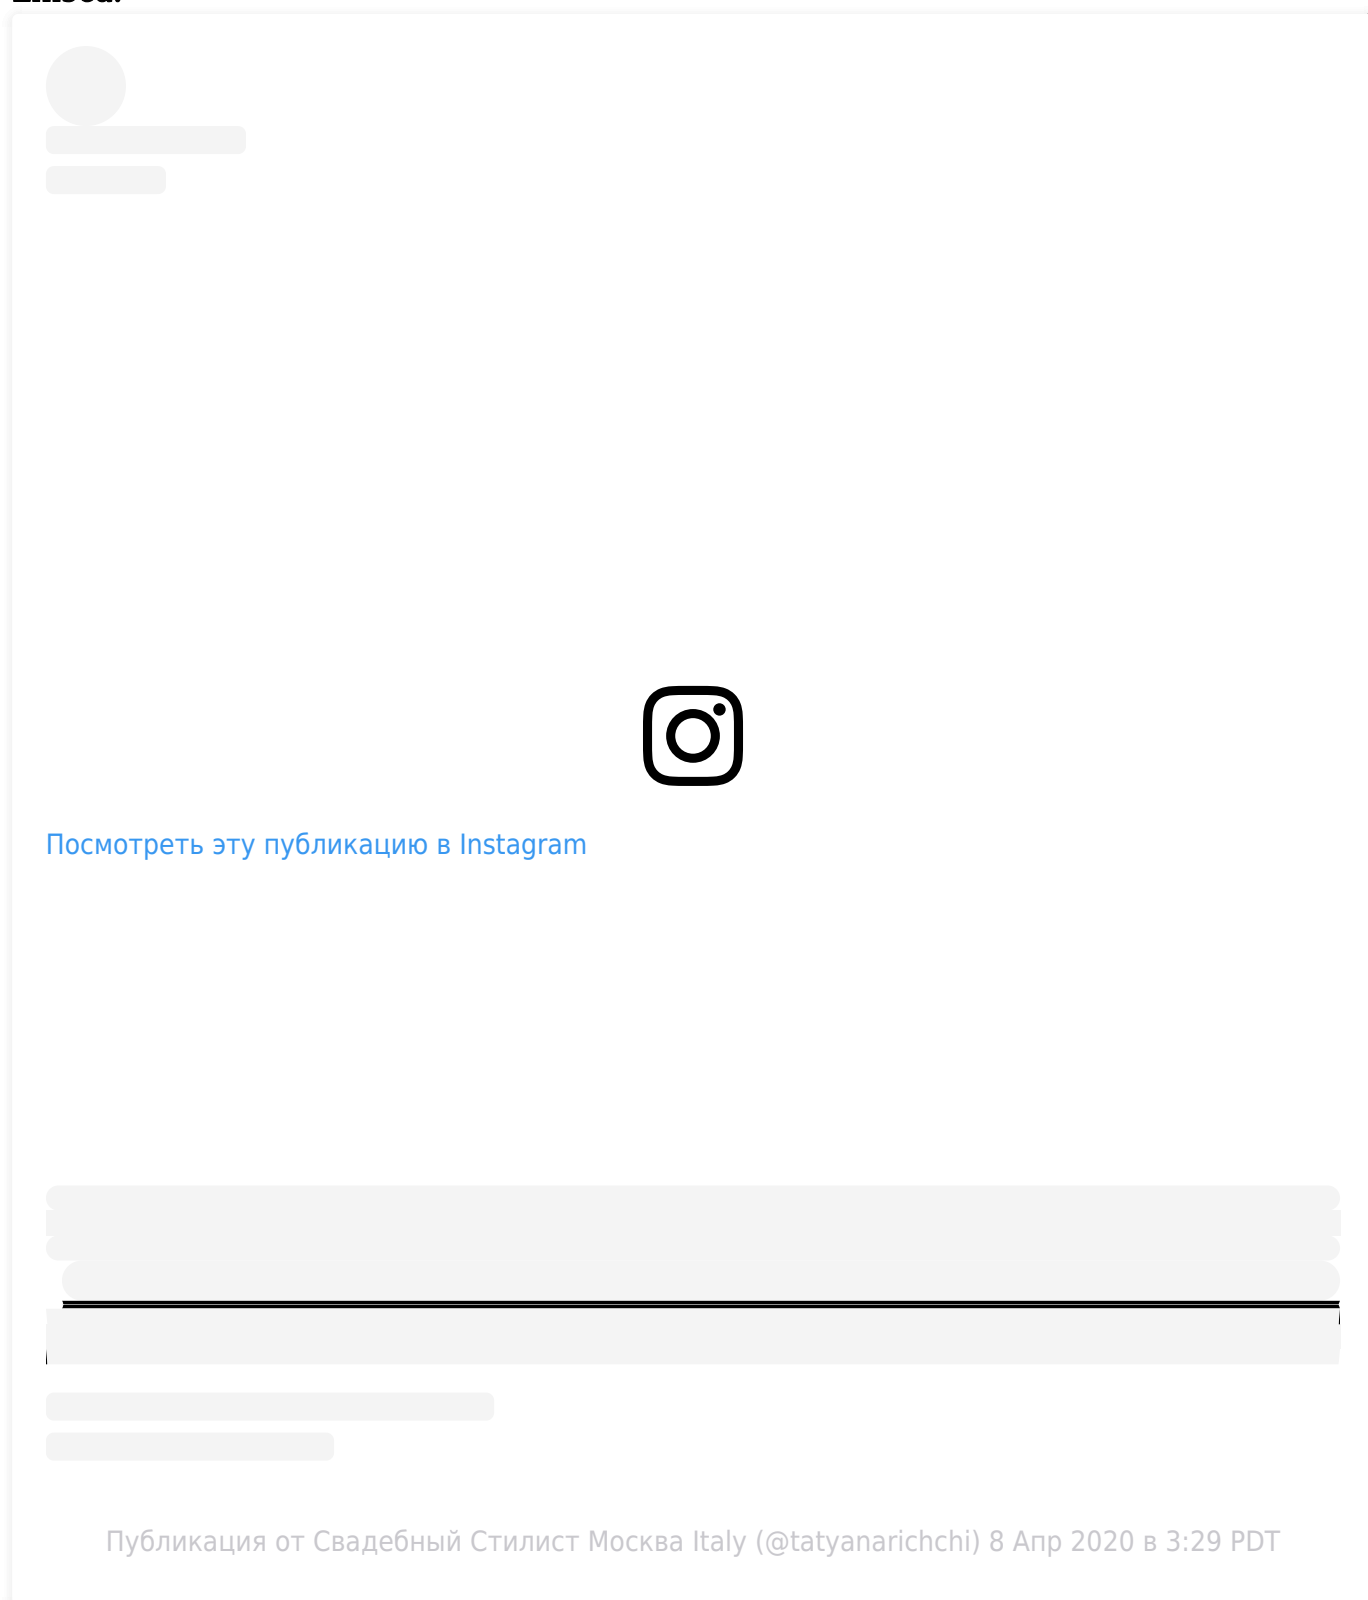 Посмотреть эту публикацию в Instagram
Публикация от Свадебный Стилист Москва Italy (@tatyanarichchi) 8 Апр 2020 в 3:29 PDT